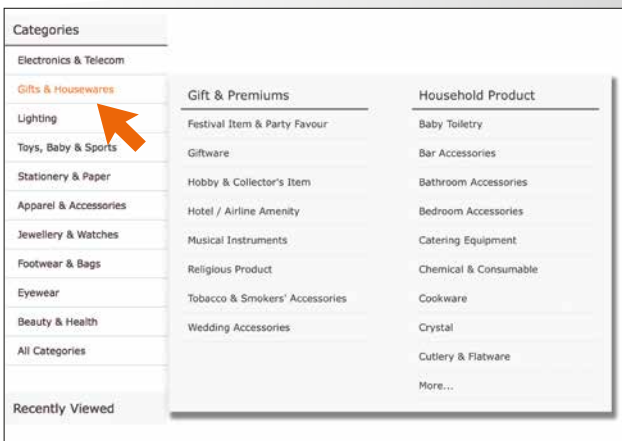 Categories
Electronics & Telecom
Gifts & Housewares
Lighting
Toys, Baby & Sports
Stationery & Paper
Apparel & Accessories
Jewellery & Watches
Footwear & Bags
Eyewear
Beauty & Health
All Categories
Recently Viewed
Gift & Premiums
Festival Item & Party Favour
Giftware
Hobby & Collector's Item
Hotel / Airline Amenity
Musical Instruments
Religious Product
Tobacco & Smokers' Accessories
Wedding Accessories
Household Product
Baby Toiletry
Bar Accessories
Bathroom Accessories
Bedroom Accessories
Catering Equipment
Chemical & Consumable
Cookware
Crystal
Cutlery & Flatware
More...